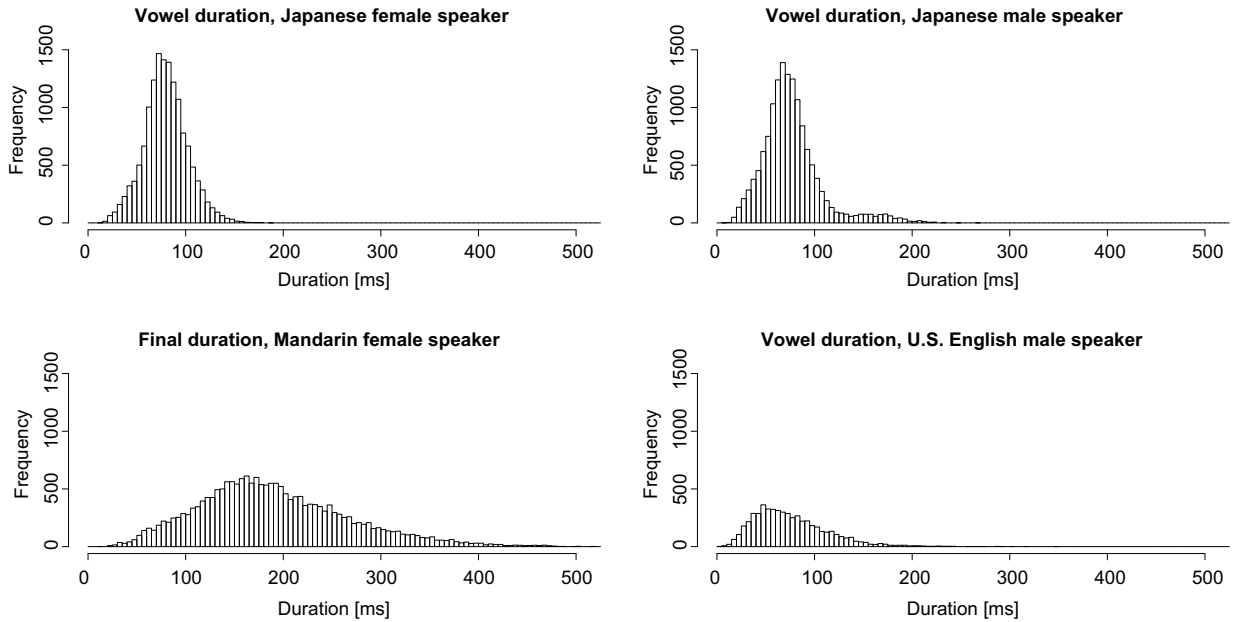 Vowel duration, Japanese female speaker
Frequency
0 500 1000 1500
0 100 200 300 400 500
Duration [ms]
Vowel duration, Japanese male speaker
Frequency
0 500 1000 1500
0 100 200 300 400 500
Duration [ms]
Final duration, Mandarin female speaker
Frequency
0 500 1000 1500
0 100 200 300 400 500
Duration [ms]
Vowel duration, U.S. English male speaker
Frequency
0 500 1000 1500
0 100 200 300 400 500
Duration [ms]